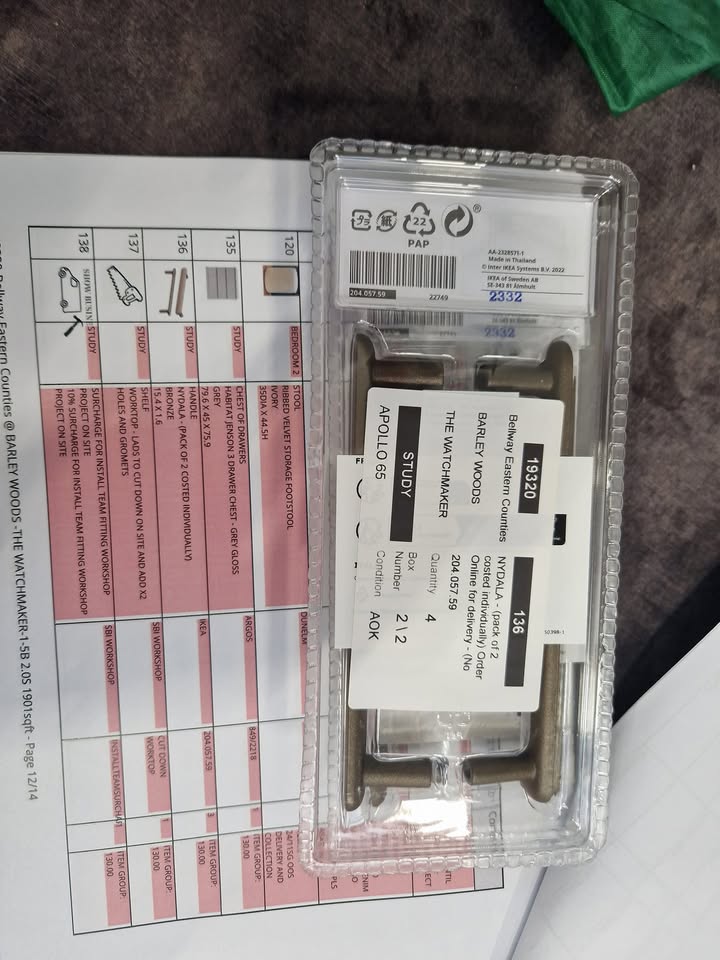 22
PAP
204.057.59
22749
AA-2328571-1
Made in Thailand
© Inter IKEA Systems B.V. 2022
IKEA of Sweden AB
SE-343 81 Älmhult
2332
2332
19320
136
Bellway Eastern Counties
BARLEY WOODS
THE WATCHMAKER
STUDY
APOLLO 65
NYDALA - (pack of 2
costed individually) Order
Online for delivery - (No
204.057.59
Quantity 4
Box
Number 2 \ 2
Condition AOK
120
BEDROOM 2
STOOL
RIBBED VELVET STORAGE FOOTSTOOL
IVORY
35DIA X 44.5H
DUNELM
1
24/11SG OOS
DELIVERY AND
COLLECTION
135
STUDY
CHEST OF DRAWERS
HABITAT JENSON 3 DRAWER CHEST - GREY GLOSS
GREY
79.6 X 45 X 75.9
ARGOS
849/2218
1
ITEM GROUP:
130.00
136
STUDY
HANDLE
NYDALA - (PACK OF 2 COSTED INDIVIDUALLY)
BRONZE
15.4 X 1.6
IKEA
204.057.59
3
ITEM GROUP:
130.00
137
STUDY
SHELF
WORKTOP - LADS TO CUT DOWN ON SITE AND ADD X2
HOLES AND GROMETS
SBI WORKSHOP
CUT DOWN
WORKTOP
1
ITEM GROUP:
130.00
138
SHOW BUSIN
STUDY
SURCHARGE FOR INSTALL TEAM FITTING WORKSHOP
PROJECT ON SITE
10% SURCHARGE FOR INSTALL TEAM FITTING WORKSHOP
PROJECT ON SITE
SBI WORKSHOP
INSTALLTEAMSURCHA
1
ITEM GROUP:
130.00
Bellway Eastern Counties @ BARLEY WOODS -THE WATCHMAKER-1-5B 2.05 1901sqft - Page 12/14